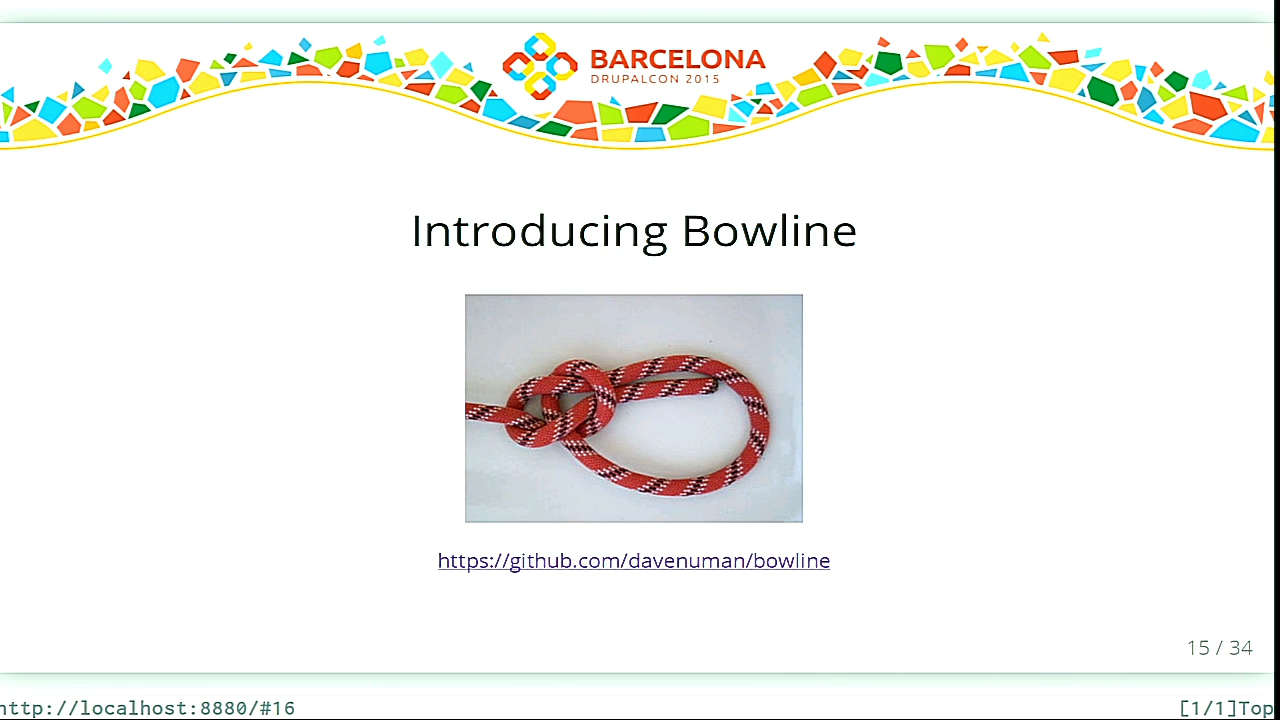 BARCELONA
DRUPALCON 2015
Introducing Bowline
https://github.com/davenuman/bowline
15 / 34
http://localhost:8880/#16
[1/1]Top